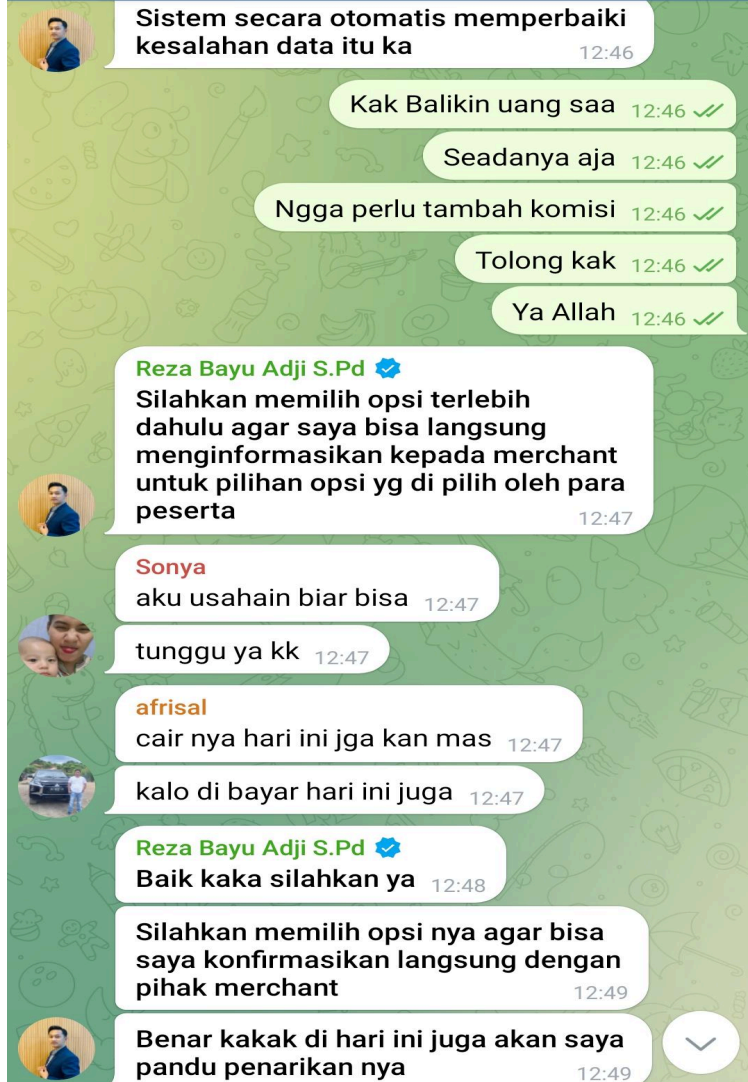 Sistem secara otomatis memperbaiki
kesalahan data itu ka
12:46
Kak Balikin uang saa 12:46
Seadanya aja 12:46
Ngga perlu tambah komisi 12:46
Tolong kak 12:46
Ya Allah 12:46
Reza Bayu Adji S.Pd
Silahkan memilih opsi terlebih
dahulu agar saya bisa langsung
menginformasikan kepada merchant
untuk pilihan opsi yg di pilih oleh para
peserta
12:47
Sonya
aku usahain biar bisa 12:47
tunggu ya kk 12:47
afrisal
cair nya hari ini jga kan mas 12:47
kalo di bayar hari ini juga 12:47
Reza Bayu Adji S.Pd
Baik kaka silahkan ya 12:48
Silahkan memilih opsi nya agar bisa
saya konfirmasikan langsung dengan
pihak merchant
12:49
Benar kakak di hari ini juga akan saya
pandu penarikan nya
12:49